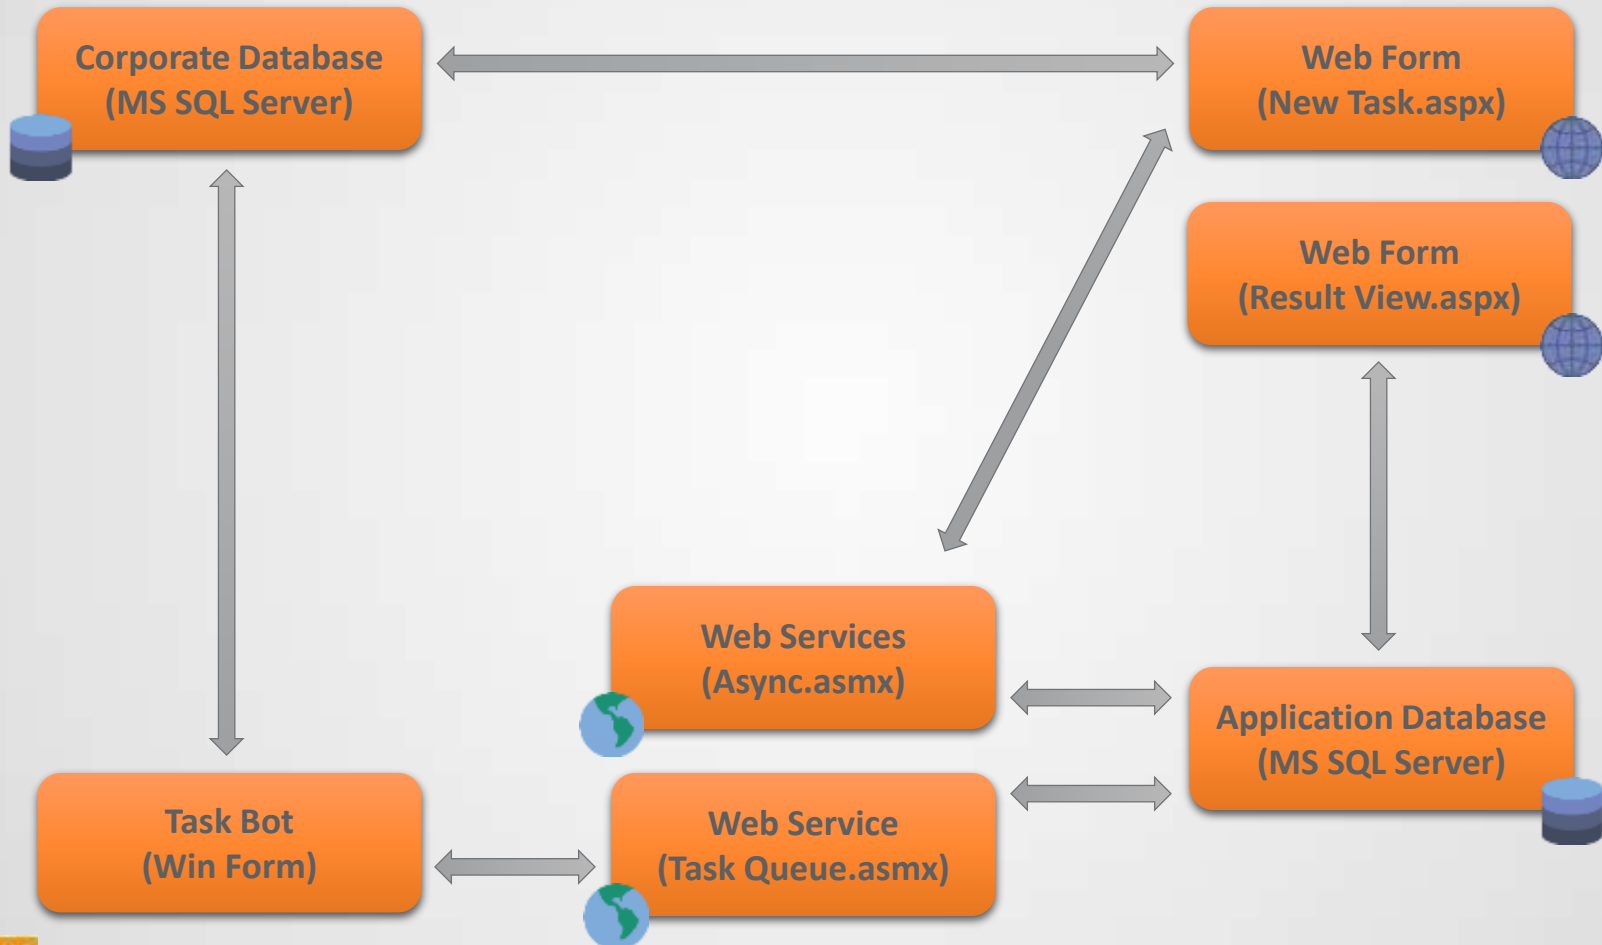 Corporate Database
(MS SQL Server)
Web Form
(New Task.aspx)
Web Form
(Result View.aspx)
Web Services
(Async.asmx)
Application Database
(MS SQL Server)
Task Bot
(Win Form)
Web Service
(Task Queue.asmx)